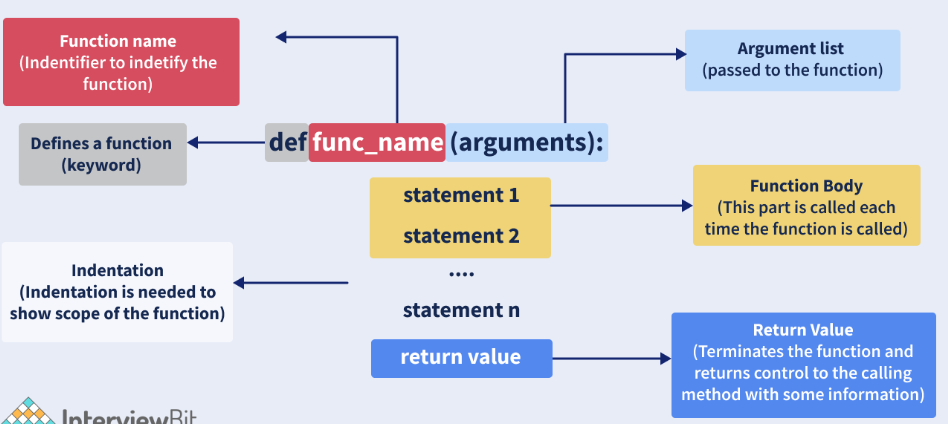 Function name
(Indentifier to indetify the
function)
Argument list
(passed to the function)
Defines a function
(keyword)
def func_name (arguments):
statement 1
statement 2
....
statement n
return value
Function Body
(This part is called each
time the function is called)
Indentation
(Indentation is needed to
show scope of the function)
Return Value
(Terminates the function and
returns control to the calling
method with some information)
InterviewBit